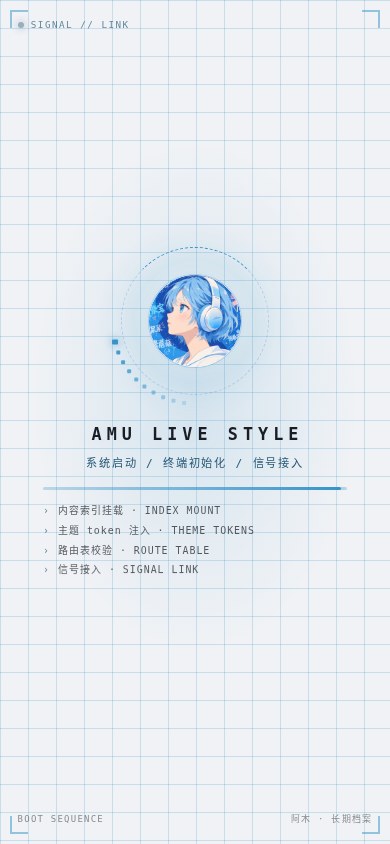 SIGNAL // LINK
AMU LIVE STYLE
系统启动 / 终端初始化 / 信号接入
› 内容索引挂载 · INDEX MOUNT
› 主题 token 注入 · THEME TOKENS
› 路由表校验 · ROUTE TABLE
› 信号接入 · SIGNAL LINK
BOOT SEQUENCE
阿木 · 长期档案